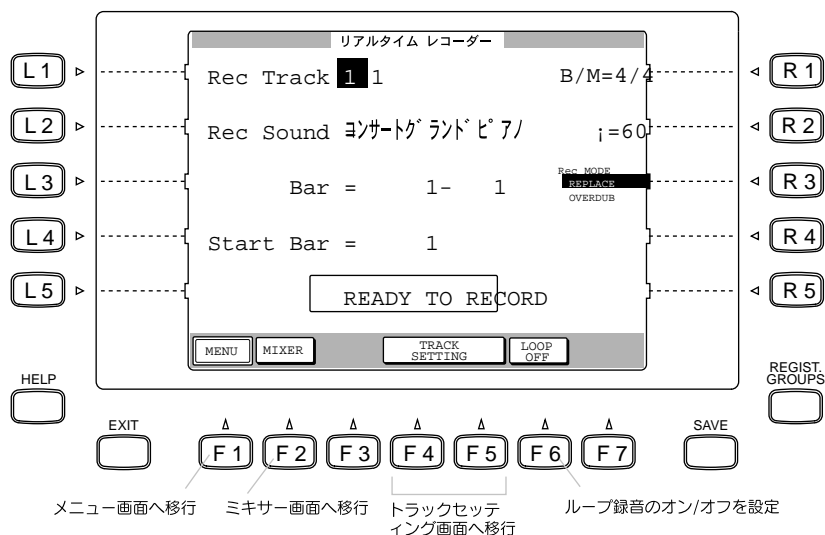 リアルタイム レコーダー
L1
Rec Track 1 1
B/M=4/4
R1
L2
Rec Sound コンサートグランドピアノ
¡=60
R2
L3
Bar = 1- 1
Rec MODE
REPLACE
OVERDUB
R3
L4
Start Bar = 1
R4
L5
READY TO RECORD
R5
MENU
MIXER
TRACK
SETTING
LOOP
OFF
HELP
REGIST.
GROUPS
EXIT
F1
F2
F3
F4
F5
F6
F7
SAVE
メニュー画面へ移行
ミキサー画面へ移行
トラックセッテ
ィング画面へ移行
ループ録音のオン/オフを設定